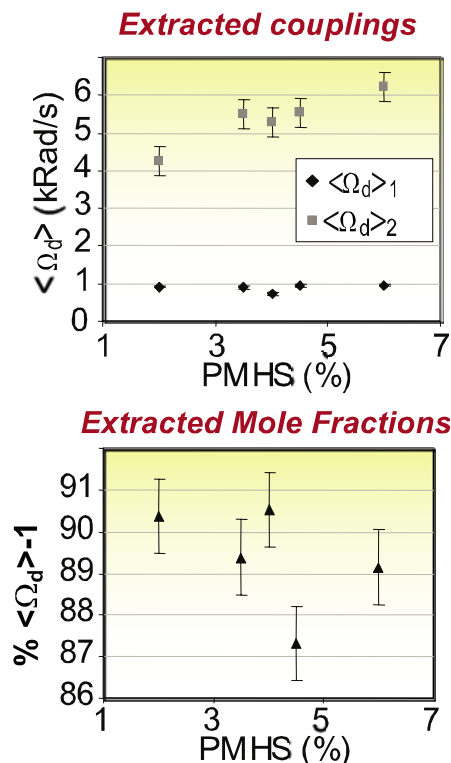 Extracted couplings
<Ωd> (kRad/s)
6
5
4
3
2
1
0
<Ωd>1
<Ωd>2
1 3 5 7
PMHS (%)
Extracted Mole Fractions
% <Ωd>-1
91
90
89
88
87
86
1 3 5 7
PMHS (%)